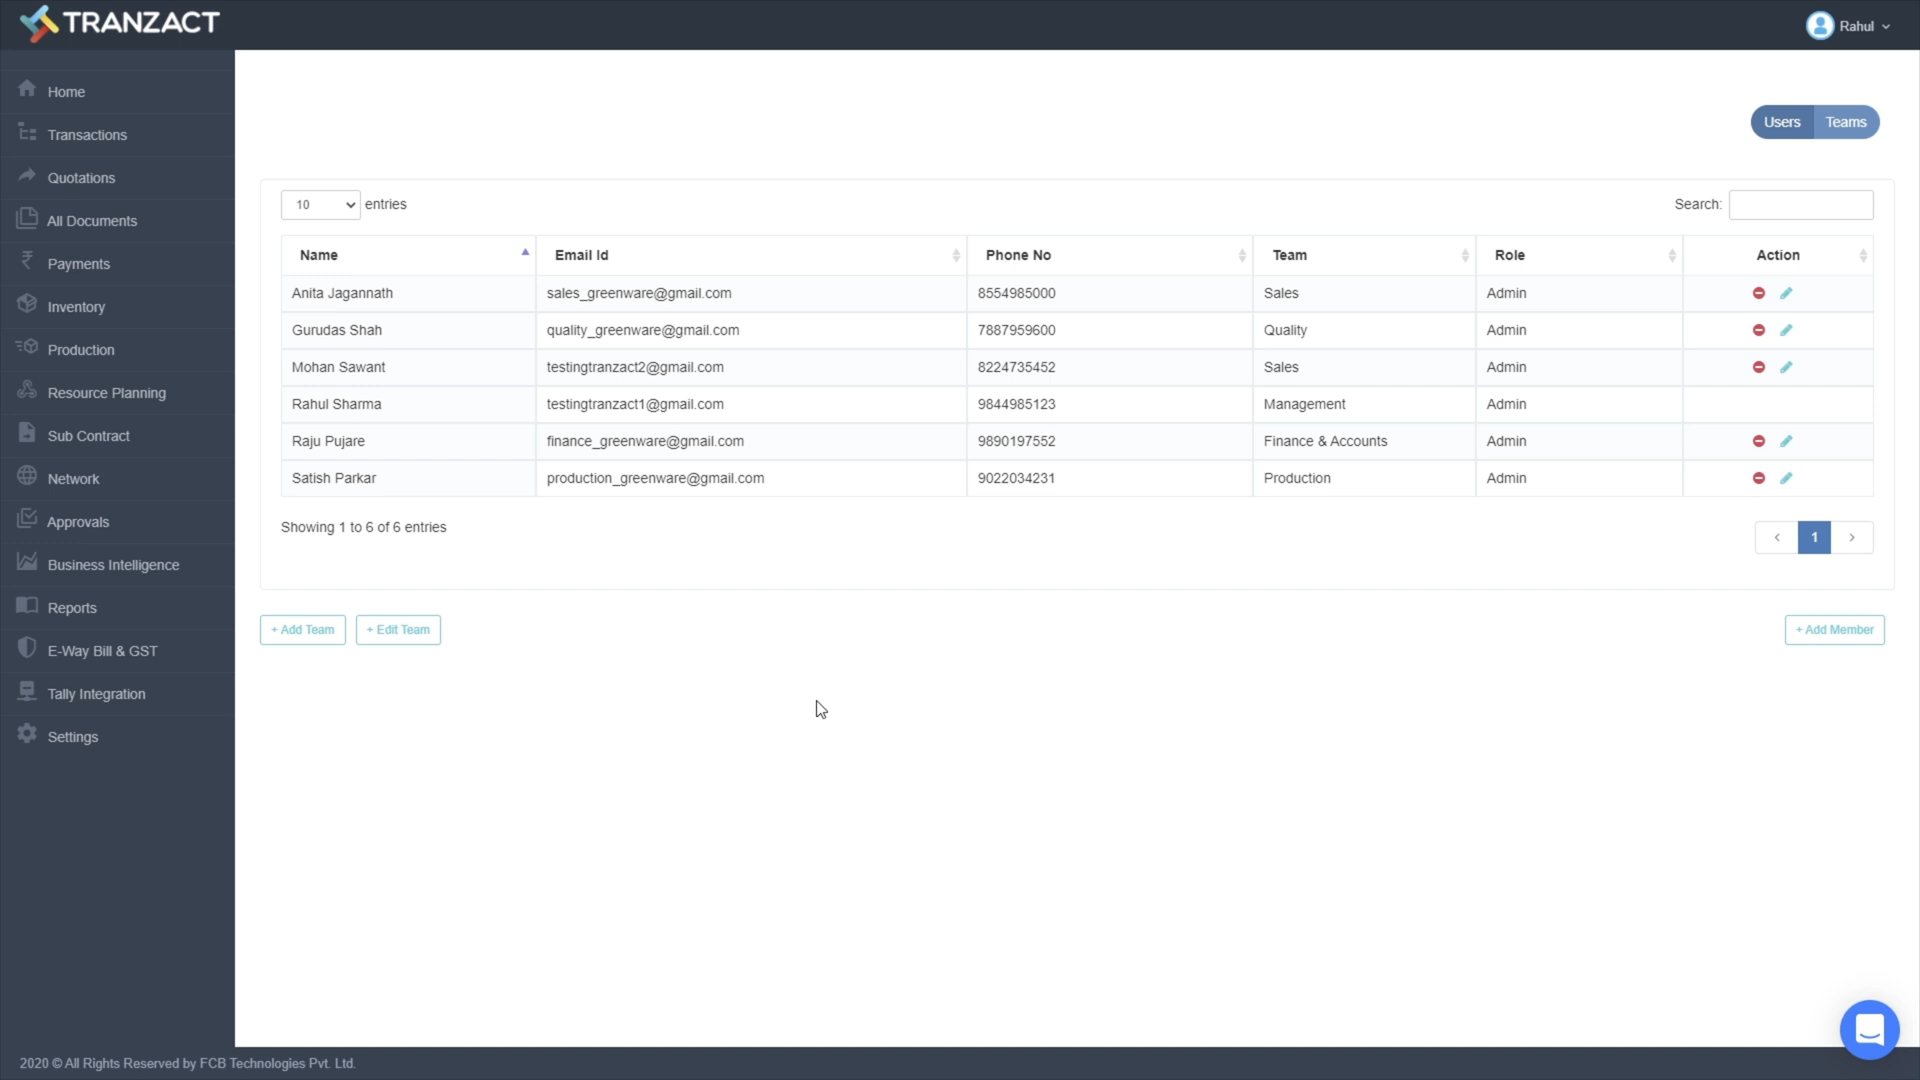 TRANZACT
Rahul
Home
Transactions
Quotations
All Documents
Payments
Inventory
Production
Resource Planning
Sub Contract
Network
Approvals
Business Intelligence
Reports
E-Way Bill & GST
Tally Integration
Settings
Users Teams
10 entries
Search:
Name Email Id Phone No Team Role Action
Anita Jagannath sales_greenware@gmail.com 8554985000 Sales Admin
Gurudas Shah quality_greenware@gmail.com 7887959600 Quality Admin
Mohan Sawant testingtranzact2@gmail.com 8224735452 Sales Admin
Rahul Sharma testingtranzact1@gmail.com 9844985123 Management Admin
Raju Pujare finance_greenware@gmail.com 9890197552 Finance & Accounts Admin
Satish Parkar production_greenware@gmail.com 9022034231 Production Admin
Showing 1 to 6 of 6 entries
< 1 >
+ Add Team + Edit Team + Add Member
2020 © All Rights Reserved by FCB Technologies Pvt. Ltd.